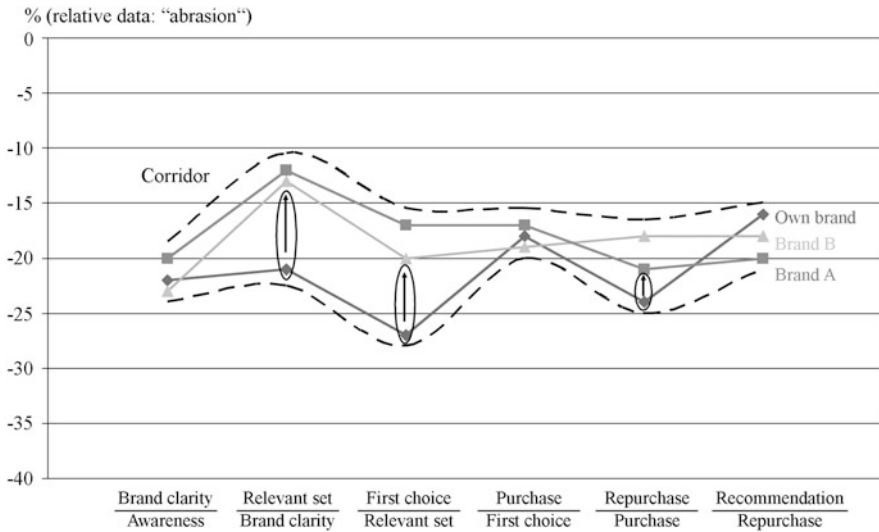 % (relative data: “abrasion“)
0
-5
-10
Corridor
-15
Own brand
-20
Brand B
Brand A
-25
-30
-35
-40
Brand clarity Relevant set First choice Purchase Repurchase Recommendation
Awareness Brand clarity Relevant set First choice Purchase Repurchase